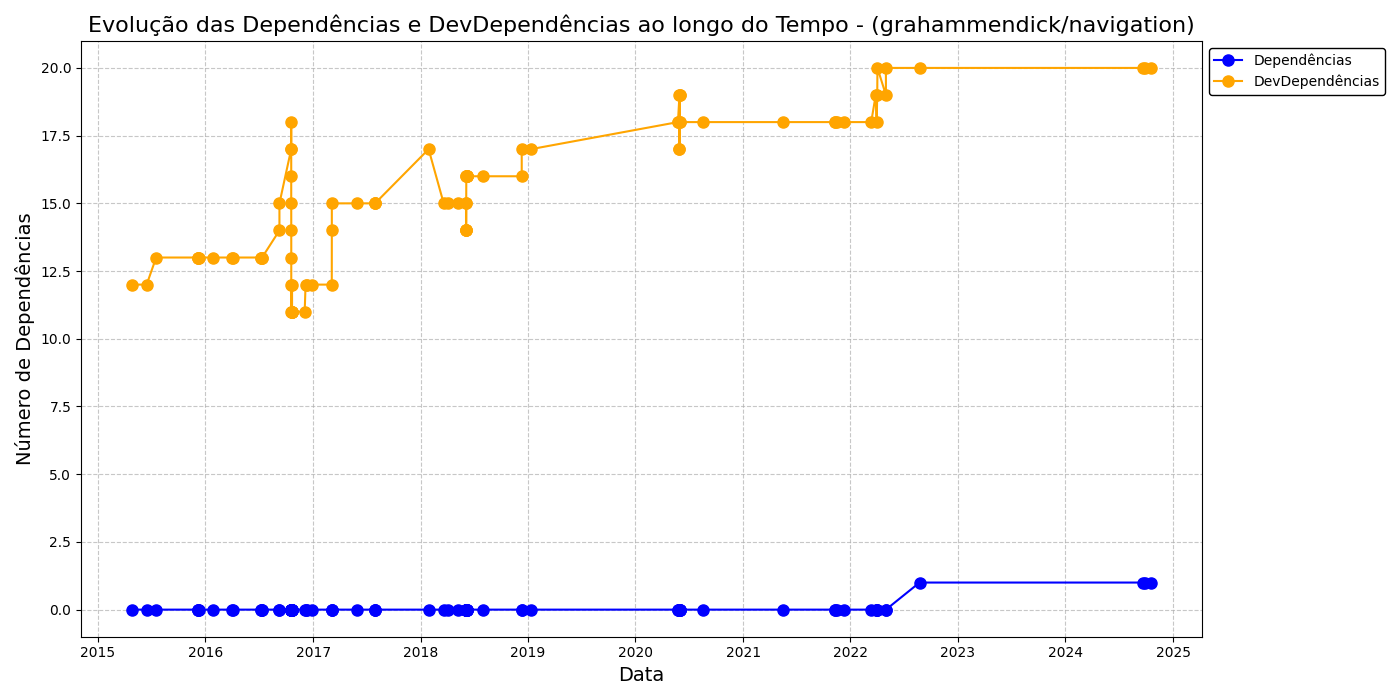 Evolução das Dependências e DevDependências ao longo do Tempo - (grahammendick/navigation)
Dependências
DevDependências
Número de Dependências
20.0
17.5
15.0
12.5
10.0
7.5
5.0
2.5
0.0
2015 2016 2017 2018 2019 2020 2021 2022 2023 2024 2025
Data